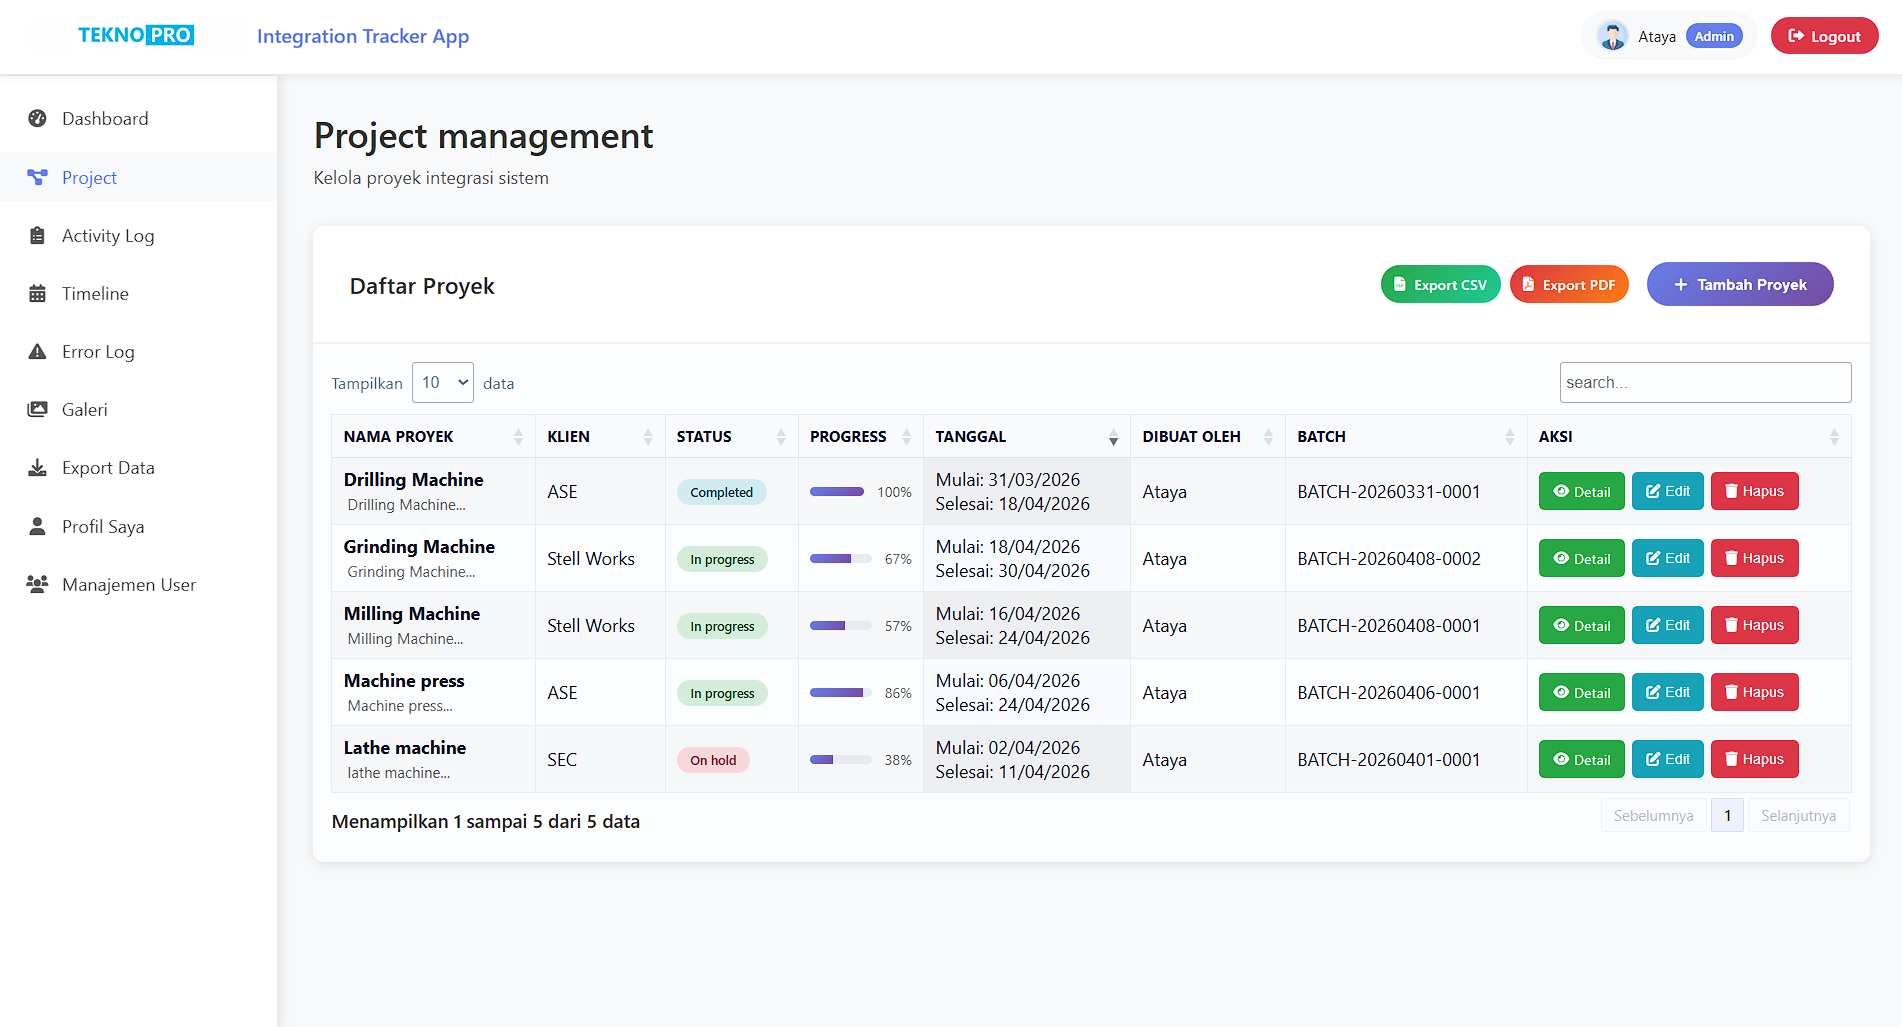 TEKNOPRO
Integration Tracker App
Ataya
Admin
Logout
Dashboard
Project
Activity Log
Timeline
Error Log
Galeri
Export Data
Profil Saya
Manajemen User
Project management
Kelola proyek integrasi sistem
Daftar Proyek
Export CSV
Export PDF
+ Tambah Proyek
Tampilkan 10 data
search...
NAMA PROYEK KLIEN STATUS PROGRESS TANGGAL DIBUAT OLEH BATCH AKSI
Drilling Machine
Drilling Machine...
ASE
Completed
100%
Mulai: 31/03/2026
Selesai: 18/04/2026
Ataya
BATCH-20260331-0001
Detail Edit Hapus
Grinding Machine
Grinding Machine...
Stell Works
In progress
67%
Mulai: 18/04/2026
Selesai: 30/04/2026
Ataya
BATCH-20260408-0002
Detail Edit Hapus
Milling Machine
Milling Machine...
Stell Works
In progress
57%
Mulai: 16/04/2026
Selesai: 24/04/2026
Ataya
BATCH-20260408-0001
Detail Edit Hapus
Machine press
Machine press...
ASE
In progress
86%
Mulai: 06/04/2026
Selesai: 24/04/2026
Ataya
BATCH-20260406-0001
Detail Edit Hapus
Lathe machine
lathe machine...
SEC
On hold
38%
Mulai: 02/04/2026
Selesai: 11/04/2026
Ataya
BATCH-20260401-0001
Detail Edit Hapus
Menampilkan 1 sampai 5 dari 5 data
Sebelumnya 1 Selanjutnya